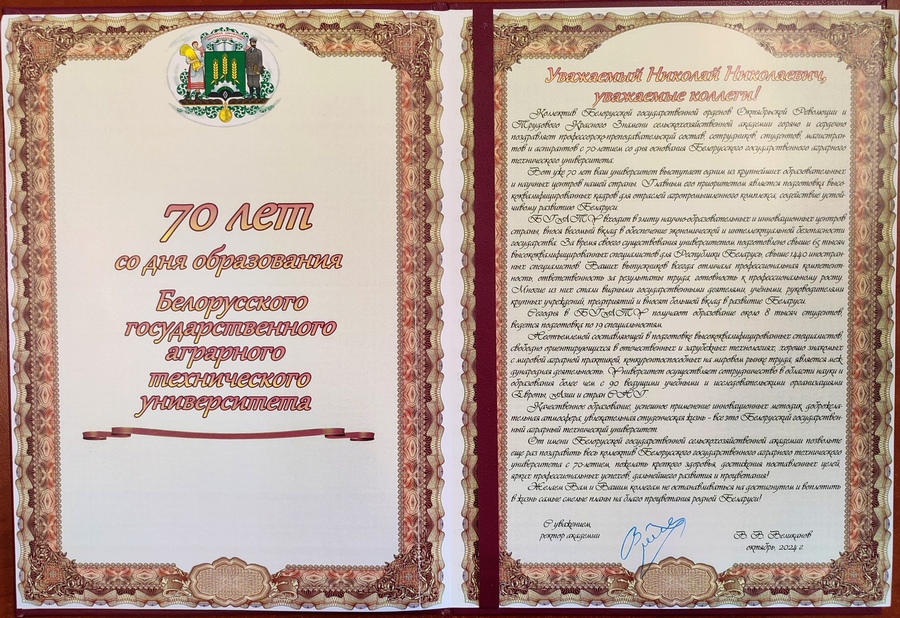 70 лет
со дня образования
Белорусского
государственного
аграрного
технического
университета
Уважаемый Николай Николаевич,
уважаемые коллеги!
Коллектив Белорусской государственной орденов Октябрьской Революции и
Трудового Красного Знамени сельскохозяйственной академии горячо и сердечно
поздравляет профессорско-преподавательский состав, сотрудников, студентов, магистран-
тов и аспирантов с 70-летием со дня основания Белорусского государственного аграрного
технического университета.
Вот уже 70 лет ваш университет выступает одним из крупнейших образовательных
и научных центров нашей страны. Главным его приоритетом является подготовка высо-
коквалифицированных кадров для отраслей агропромышленного комплекса, содействие устой-
чивому развитию Беларуси.
БГАТУ входит в элиту научно-образовательных и инновационных центров
страны, внося весомый вклад в обеспечение экономической и интеллектуальной безопасности
государства. За время своего существования университетом подготовлено свыше 65 тысяч
высококвалифицированных специалистов для Республики Беларусь, свыше 1440 иностран-
ных специалистов. Ваших выпускников всегда отличала профессиональная компетент-
ность, ответственность за результаты труда, готовность к профессиональному росту.
Многие из них стали видными государственными деятелями, учёными, руководителями
крупных учреждений, предприятий и вносят большой вклад в развитие Беларуси.
Сегодня в БГАТУ получают образование около 8 тысяч студентов,
ведется подготовка по 19 специальностям.
Неотъемлемой составляющей в подготовке высококвалифицированных специалистов,
свободно ориентирующихся в отечественных и зарубежных технологиях, хорошо знакомых
с мировой аграрной практикой, конкурентоспособных на мировом рынке труда, является меж-
дународная деятельность. Университет осуществляет сотрудничество в области науки и
образования более чем с 90 ведущими учебными и исследовательскими организациями
Европы, Азии и стран СНГ.
Качественное образование, успешное применение инновационных методик, доброжела-
тельная атмосфера, увлекательная студенческая жизнь - все это Белорусский государствен-
ный аграрный технический университет.
От имени Белорусской государственной сельскохозяйственной академии позвольте
еще раз поздравить весь коллектив Белорусского государственного аграрного технического
университета с 70-летием, пожелать крепкого здоровья, достижения поставленных целей,
ярких профессиональных успехов, дальнейшего развития и процветания!
Желаем Вам и Вашим коллегам не останавливаться на достигнутом и воплотить
в жизнь самые смелые планы на благо процветания родной Беларуси!
С уважением,
ректор академии
В.В. Великанов
октябрь, 2024 г.